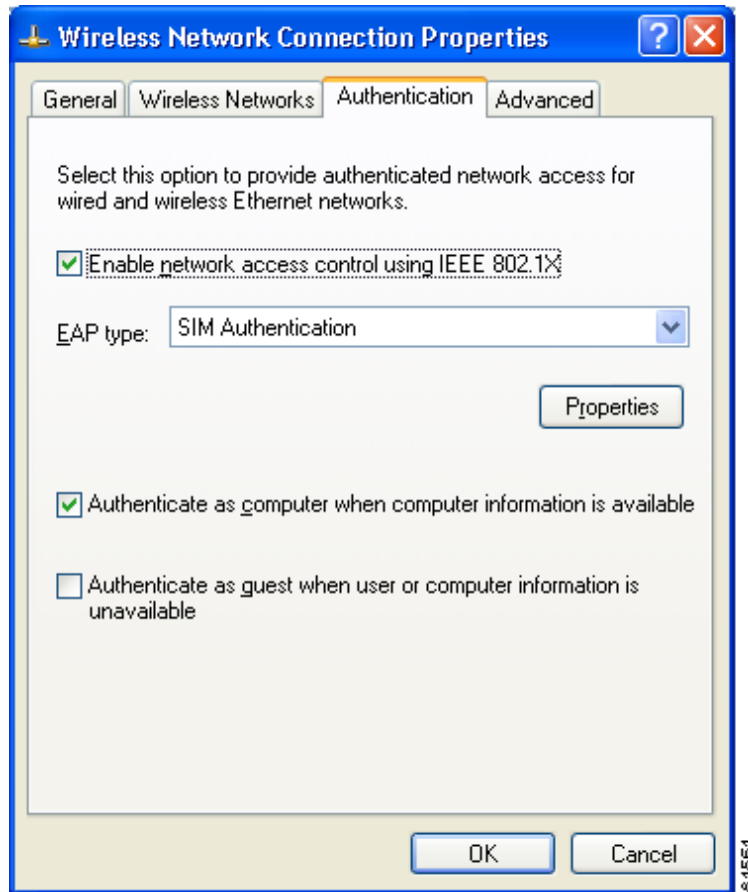 Wireless Network Connection Properties
General Wireless Networks Authentication Advanced
Select this option to provide authenticated network access for
wired and wireless Ethernet networks.
Enable network access control using IEEE 802.1X
EAP type: SIM Authentication
Properties
Authenticate as computer when computer information is available
Authenticate as guest when user or computer information is
unavailable
OK Cancel